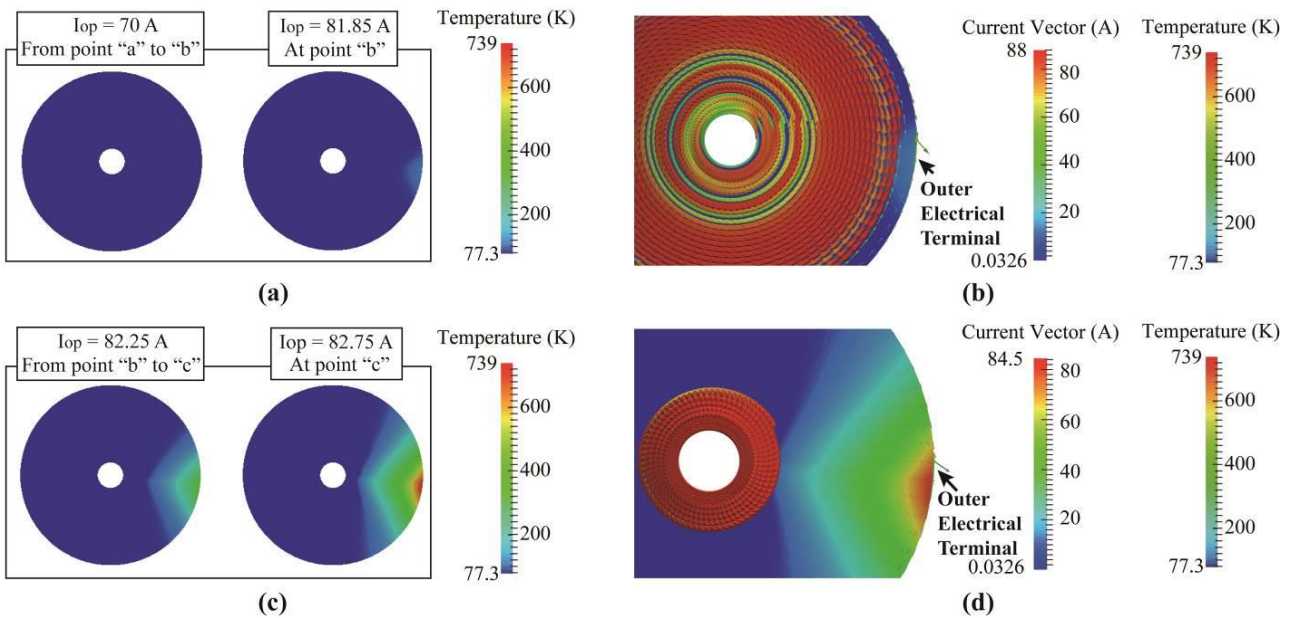 Iop = 70 A
From point “a” to “b”
Iop = 81.85 A
At point “b”
Temperature (K)
739
600
400
200
77.3
(a)
Outer
Electrical
Terminal
Current Vector (A)
88
80
60
40
20
0.0326
Temperature (K)
739
600
400
200
77.3
(b)
Iop = 82.25 A
From point “b” to “c”
Iop = 82.75 A
At point “c”
Temperature (K)
739
600
400
200
77.3
(c)
Outer
Electrical
Terminal
Current Vector (A)
84.5
80
60
40
20
0.0326
Temperature (K)
739
600
400
200
77.3
(d)